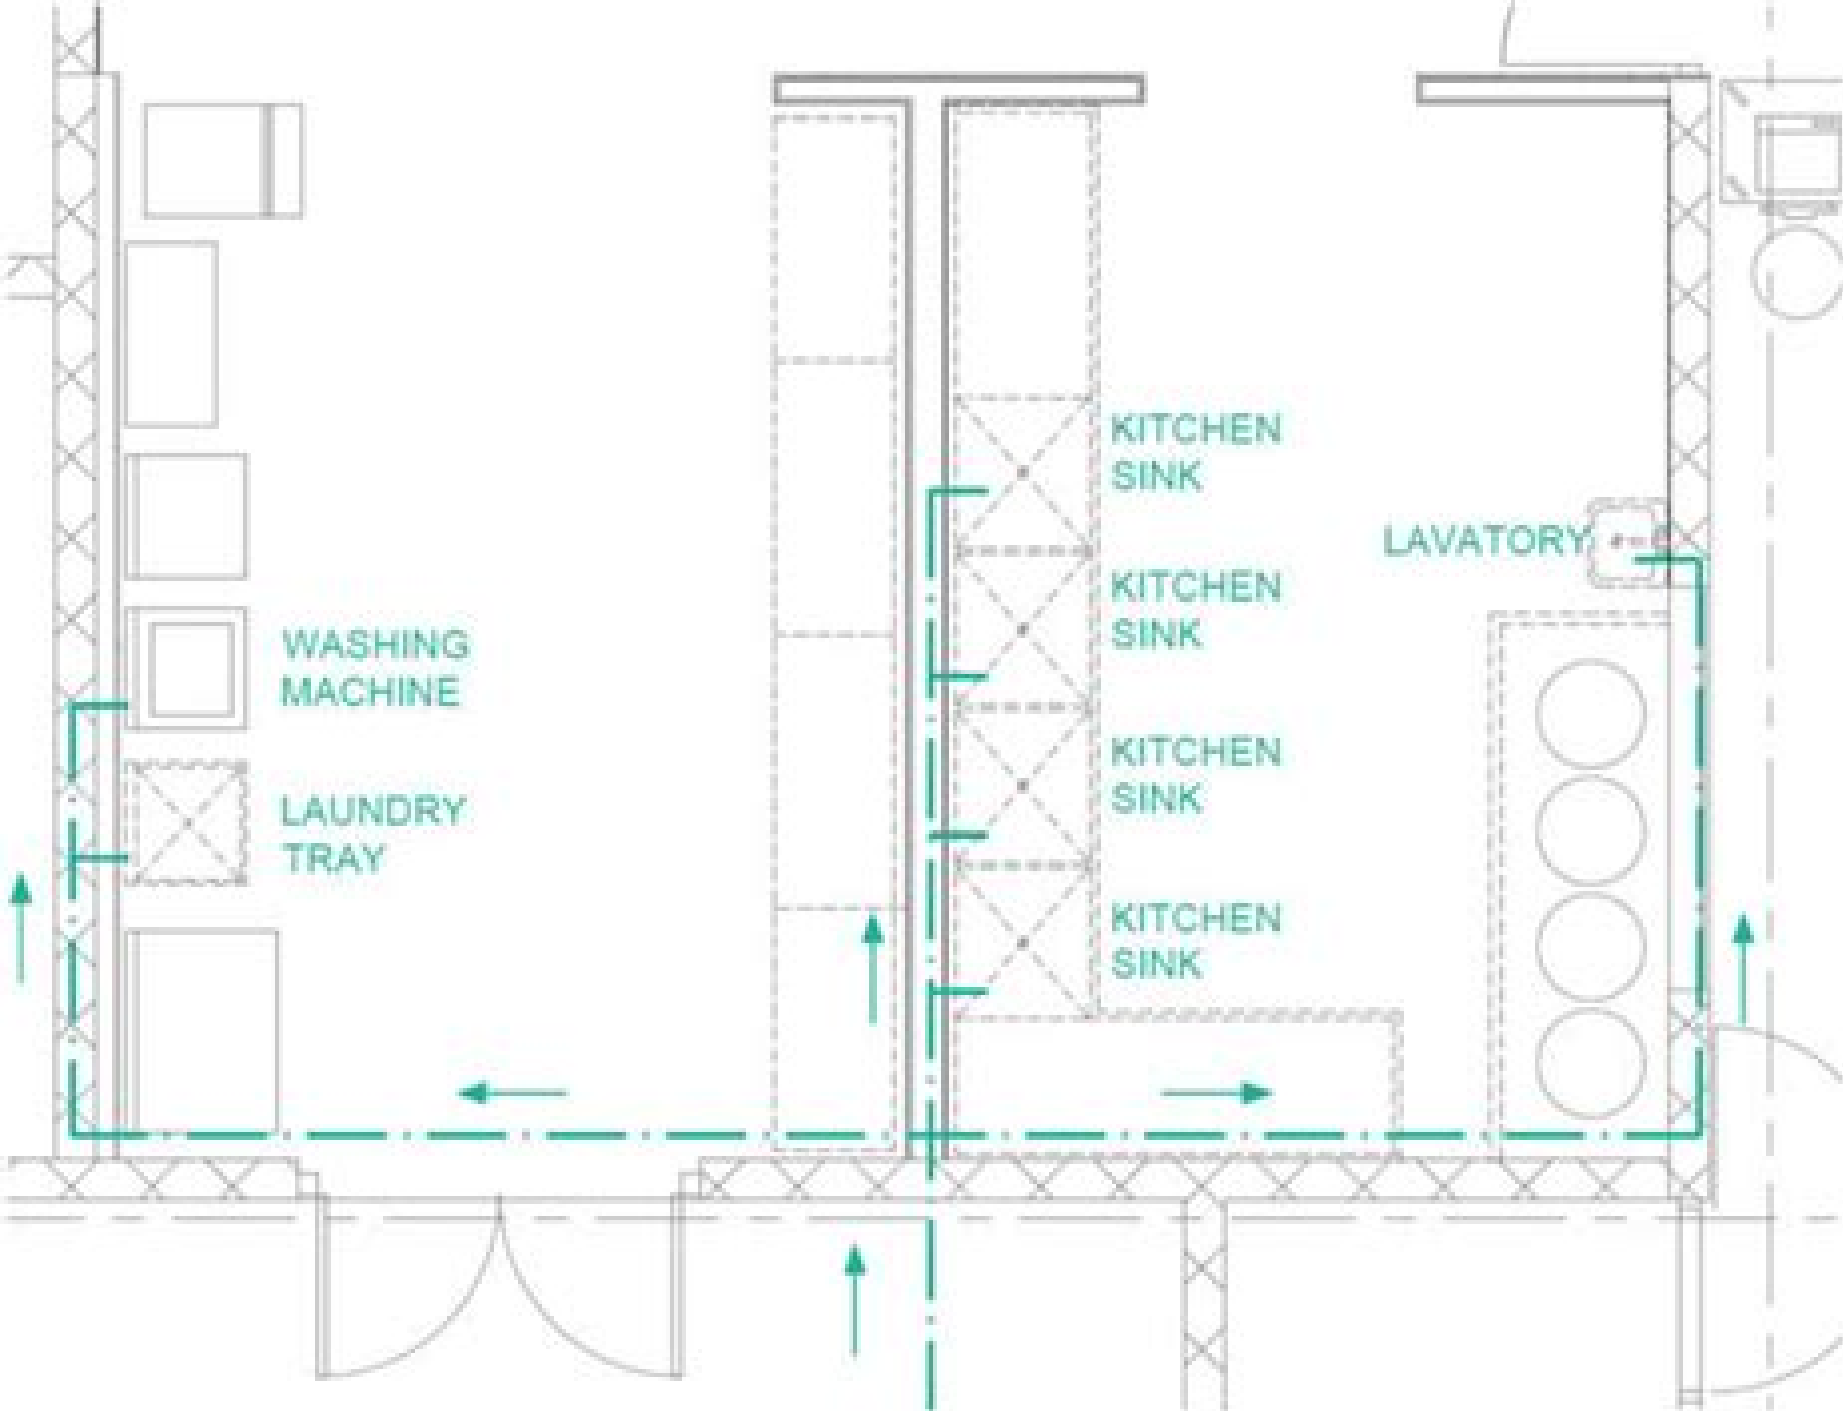 KITCHEN
SINK
LAVATORY
KITCHEN
SINK
WASHING
MACHINE
KITCHEN
SINK
LAUNDRY
TRAY
KITCHEN
SINK